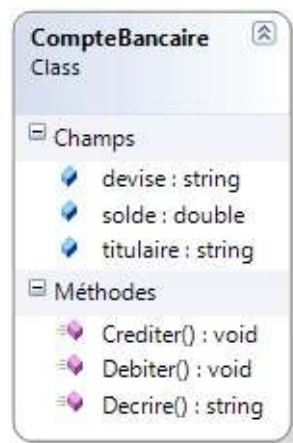 CompteBancaire
Class
Champs
devise : string
solde : double
titulaire : string
Méthodes
Crediter() : void
Debiter() : void
Decrire() : string